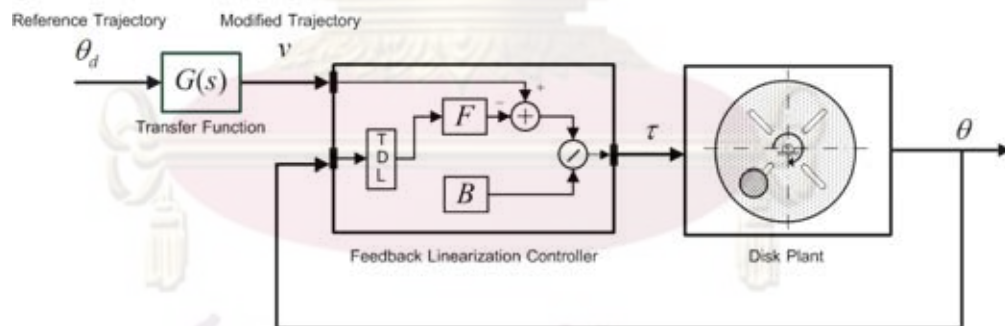 Reference Trajectory
Modified Trajectory
θd
v
G(s)
Transfer Function
+
−
F
+
T
D
L
B
τ
θ
Feedback Linearization Controller
Disk Plant